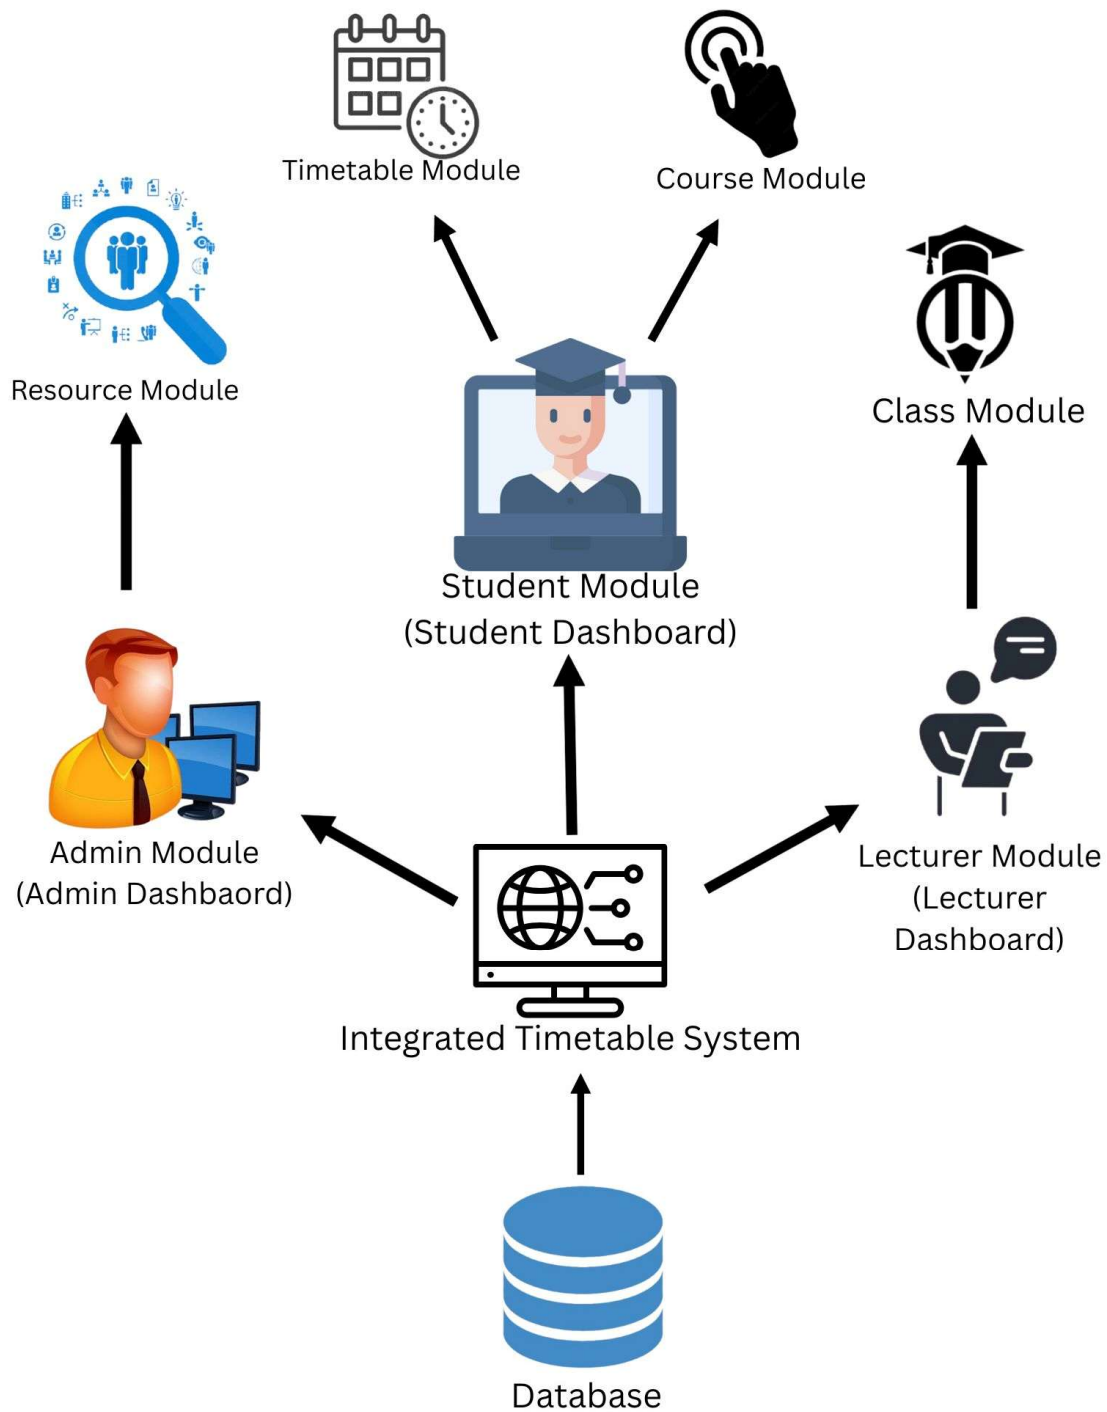 Timetable Module
Course Module
Resource Module
Class Module
Student Module
(Student Dashboard)
Admin Module
(Admin Dashbaord)
Lecturer Module
(Lecturer
Dashboard)
Integrated Timetable System
Database